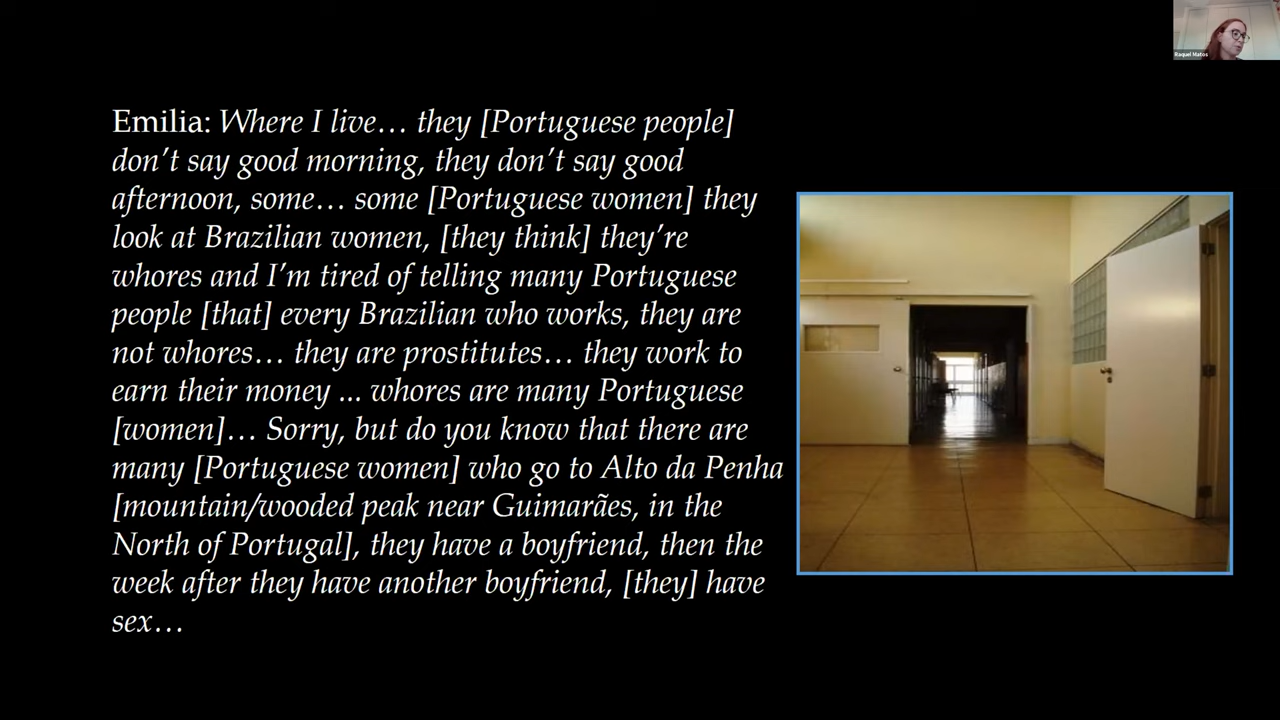 Raquel Matos
Emilia: Where I live… they [Portuguese people]
don’t say good morning, they don’t say good
afternoon, some… some [Portuguese women] they
look at Brazilian women, [they think] they’re
whores and I’m tired of telling many Portuguese
people [that] every Brazilian who works, they are
not whores… they are prostitutes… they work to
earn their money ... whores are many Portuguese
[women]… Sorry, but do you know that there are
many [Portuguese women] who go to Alto da Penha
[mountain/wooded peak near Guimarães, in the
North of Portugal], they have a boyfriend, then the
week after they have another boyfriend, [they] have
sex…